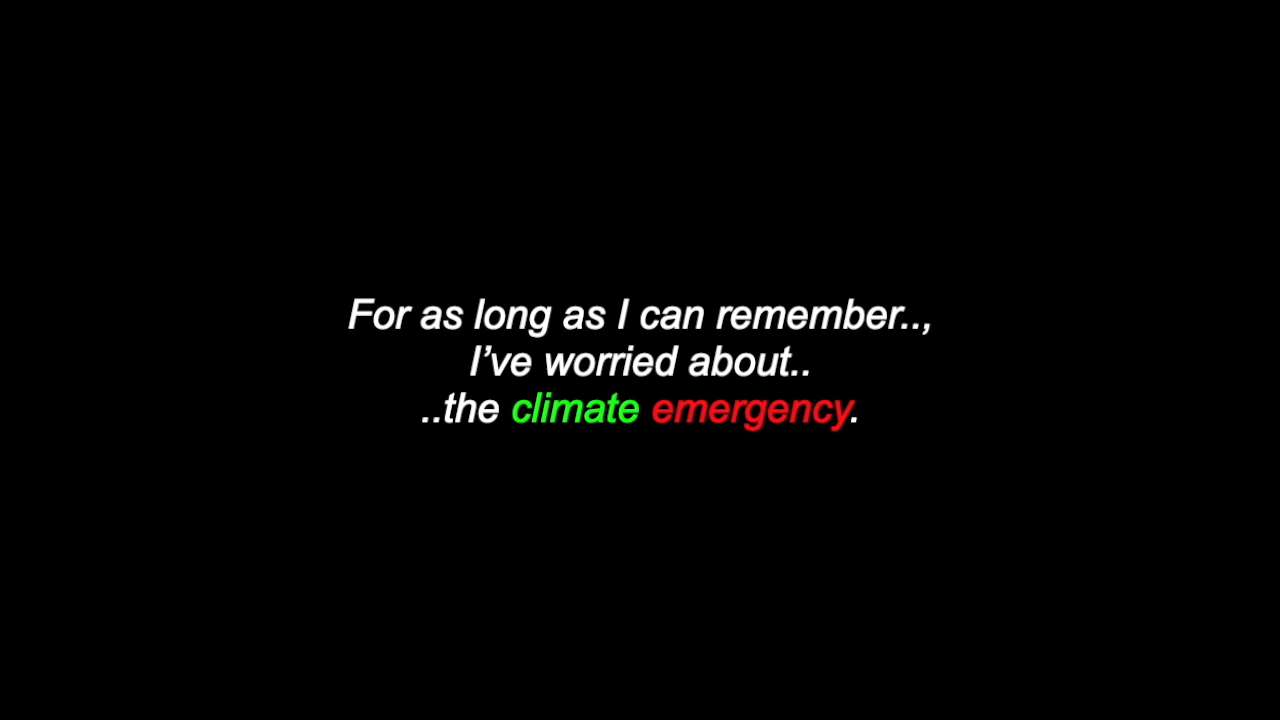 For as long as I can remember..,
I’ve worried about..
..the climate emergency.